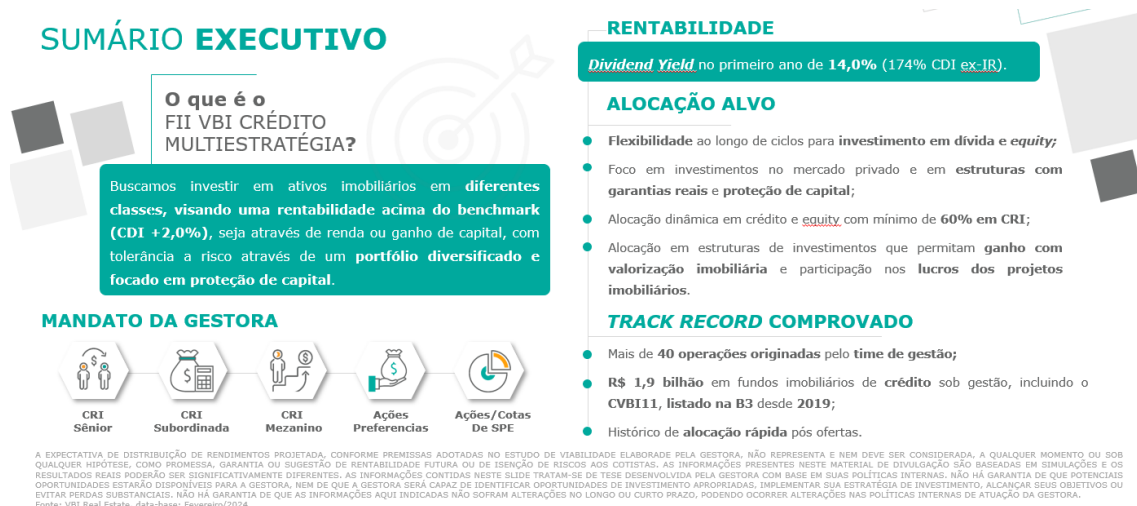 SUMÁRIO EXECUTIVO
O que é o
FII VBI CRÉDITO
MULTIESTRATÉGIA?
Buscamos investir em ativos imobiliários em diferentes
classes, visando uma rentabilidade acima do benchmark
(CDI +2,0%), seja através de renda ou ganho de capital, com
tolerância a risco através de um portfólio diversificado e
focado em proteção de capital.
MANDATO DA GESTORA
CRI
Sênior
CRI
Subordinada
CRI
Mezanino
Ações
Preferencias
Ações/Cotas
De SPE
RENTABILIDADE
Dividend Yield no primeiro ano de 14,0% (174% CDI ex-IR).
ALOCAÇÃO ALVO
Flexibilidade ao longo de ciclos para investimento em dívida e equity;
Foco em investimentos no mercado privado e em estruturas com
garantias reais e proteção de capital;
Alocação dinâmica em crédito e equity com mínimo de 60% em CRI;
Alocação em estruturas de investimentos que permitam ganho com
valorização imobiliária e participação nos lucros dos projetos
imobiliários.
TRACK RECORD COMPROVADO
Mais de 40 operações originadas pelo time de gestão;
R$ 1,9 bilhão em fundos imobiliários de crédito sob gestão, incluindo o
CVBI11, listado na B3 desde 2019;
Histórico de alocação rápida pós ofertas.
A EXPECTATIVA DE DISTRIBUIÇÃO DE RENDIMENTOS PROJETADA, CONFORME PREMISSAS ADOTADAS NO ESTUDO DE VIABILIDADE ELABORADE PELA GESTORA, NÃO REPRESENTA E NEM DEVE SER CONSIDERADA, A QUALQUER MOMENTO OU SOB
QUALQUER HIPÓTESE, COMO PROMESSA, GARANTIA OU SUGESTÃO DE RENTABILIDADE FUTURA OU DE ISENÇÃO DE RISCOS AOS COTISTAS. AS INFORMAÇÕES PRESENTES NESTE MATERIAL DE DIVULGAÇÃO SÃO BASEADAS EM SIMULAÇÕES E OS
RESULTADOS REAIS PODERÃO SER SIGNIFICATIVAMENTE DIFERENTES. AS INFORMAÇÕES CONTIDAS NESTE SLIDE TRATAM-SE DE TESE DESENVOLVIDA PELA GESTORA COM BASE EM SUAS POLÍTICAS INTERNAS. NÃO HÁ GARANTIA DE QUE POTENCIAIS
OPORTUNIDADES ESTARÃO DISPONÍVEIS PARA A GESTORA, NEM DE QUE A GESTORA SERÁ CAPAZ DE IDENTIFICAR OPORTUNIDADES DE INVESTIMENTO APROPRIADAS, IMPLEMENTAR SUA ESTRATÉGIA DE INVESTIMENTO, ALCANÇAR SEUS OBJETIVOS OU
EVITAR PERDAS SUBSTANCIAIS. NÃO HÁ GARANTIA DE QUE AS INFORMAÇÕES AQUI INDICADAS NÃO SOFRAM ALTERAÇÕES NO LONGO OU CURTO PRAZO, PODENDO OCORRER ALTERAÇÕES NAS POLÍTICAS INTERNAS DE ATUAÇÃO DA GESTORA.
Fonte: VBI Real Estate, data-base: Fevereiro/2024